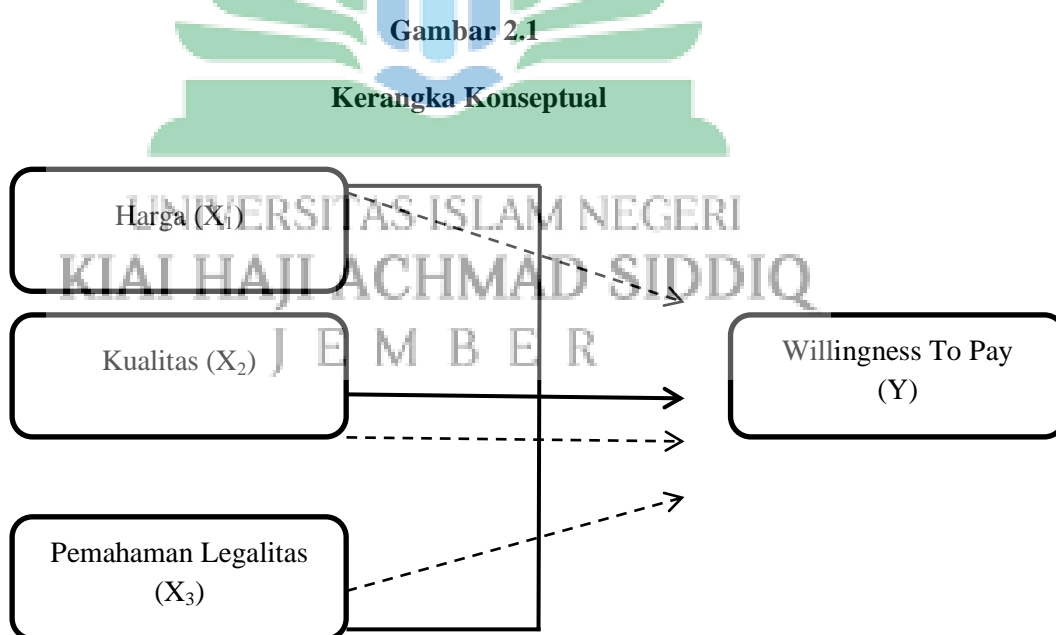 Gambar 2.1
Kerangka Konseptual
UNIVERSITAS ISLAM NEGERI
KIAI HAJI ACHMAD SIDDIQ
JEMBER
Harga (X₁)
Kualitas (X₂)
Pemahaman Legalitas
(X₃)
Willingness To Pay
(Y)